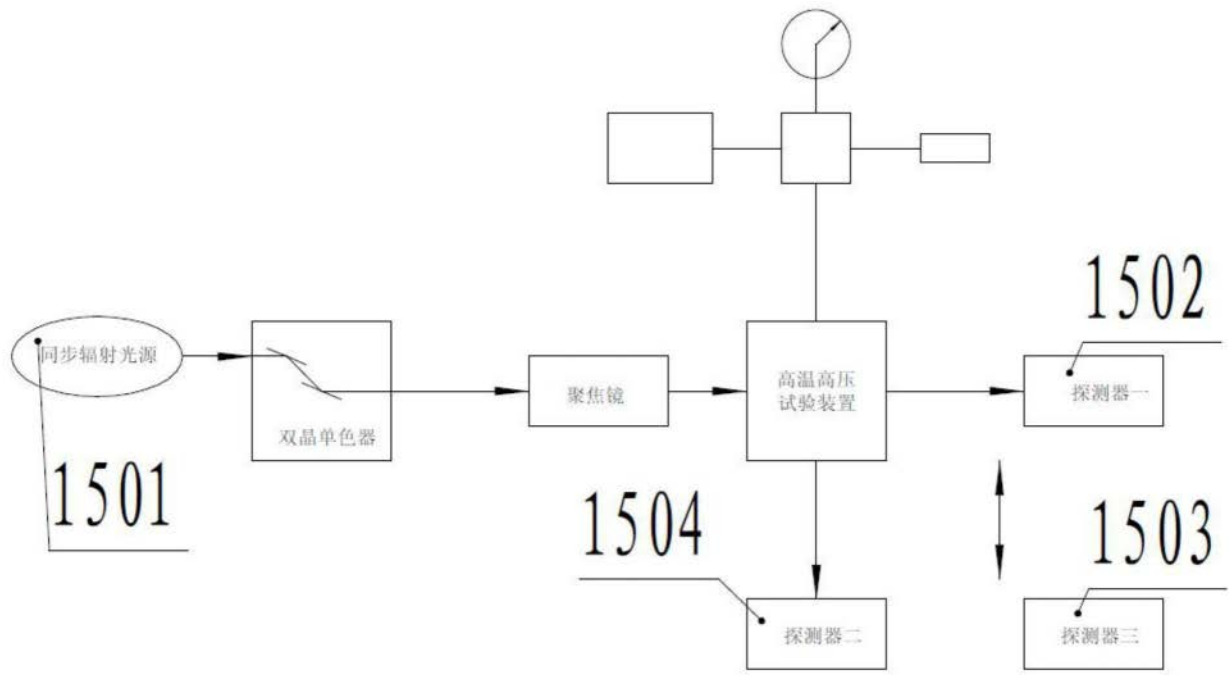 1502
同步辐射光源
双晶单色器
聚焦镜
高温高压
试验装置
探测器一
1501
1504
1503
探测器二
探测器三